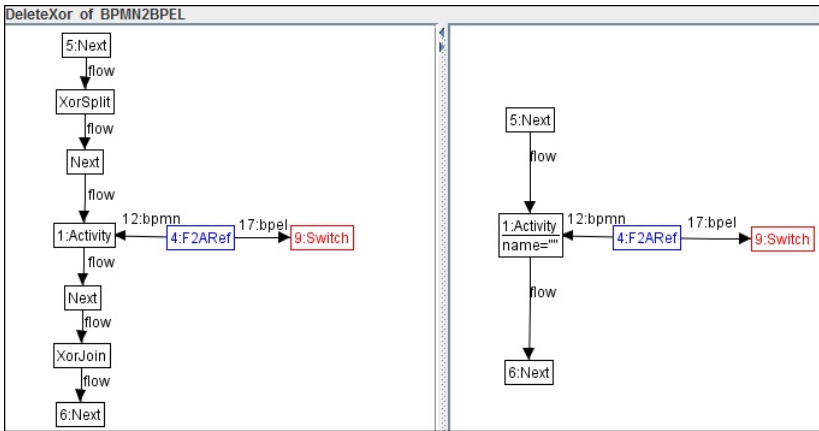 DeleteXor of BPMN2BPEL
5:Next
flow
XorSplit
flow
Next
flow
1:Activity
12:bpmn
4:F2ARef
17:bpel
9:Switch
flow
Next
flow
XorJoin
flow
6:Next
5:Next
flow
1:Activity
name=""
12:bpmn
4:F2ARef
17:bpel
9:Switch
flow
6:Next